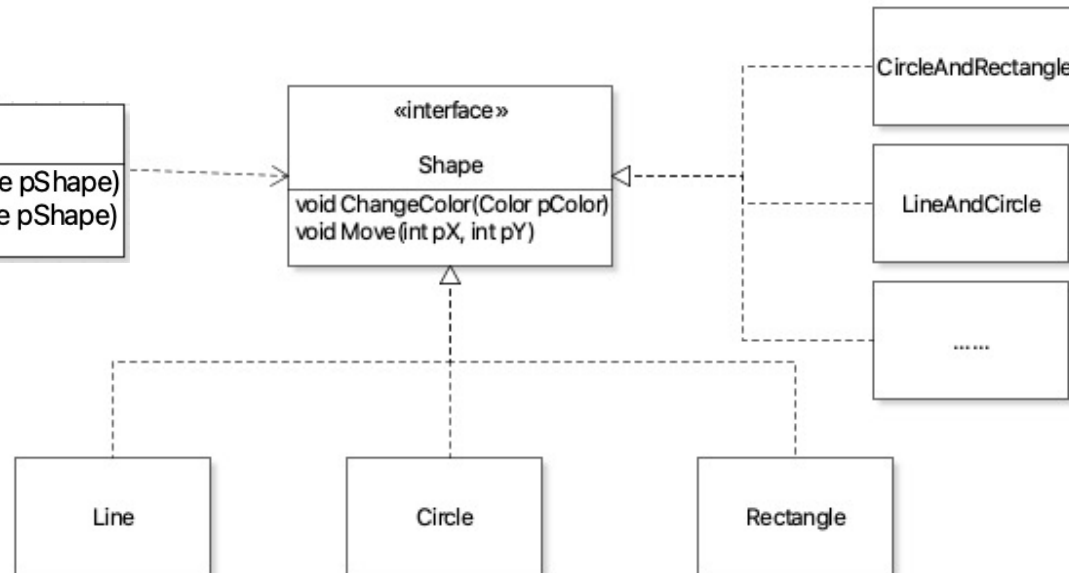 e pShape)
e pShape)
«interface»
Shape
void ChangeColor(Color pColor)
void Move(int pX, int pY)
CircleAndRectangle
LineAndCircle
......
Line
Circle
Rectangle